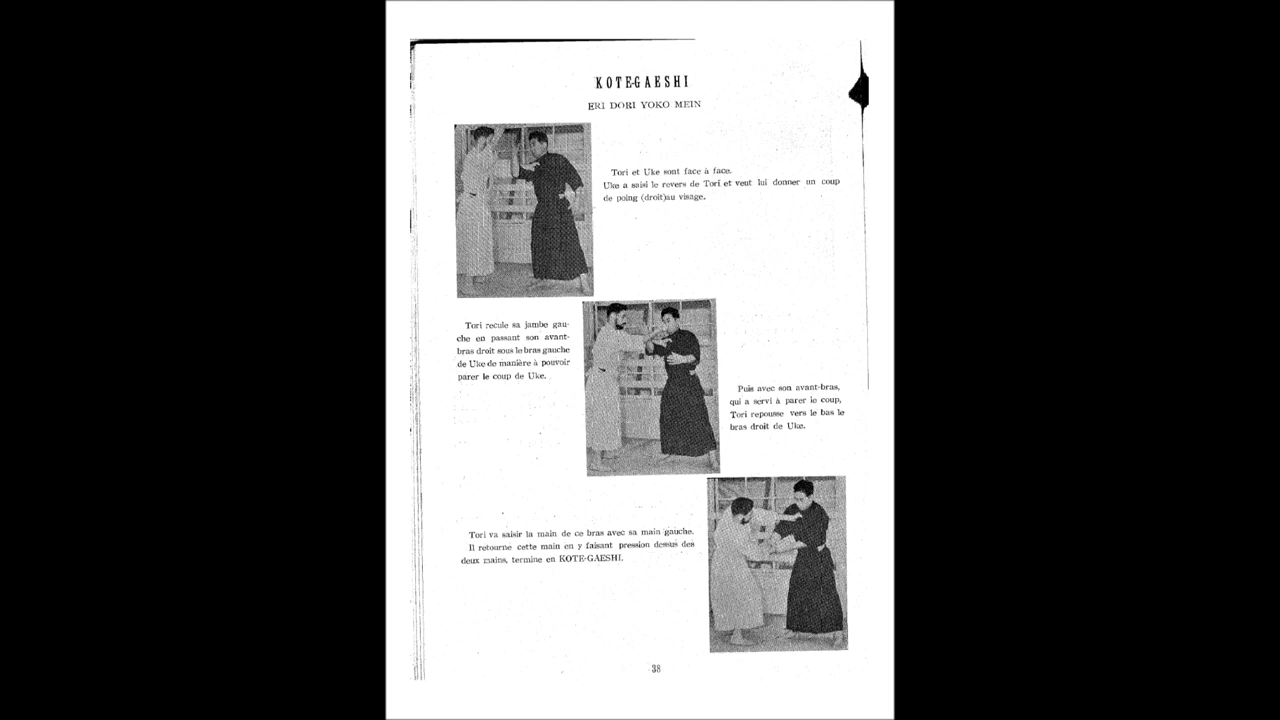 KOTE-GAESHI
ERI DORI YOKO MEIN
Tori et Uke sont face à face.
Uke a saisi le revers de Tori et veut lui donner un coup
de poing (droit)au visage.
Tori recule sa jambe gau-
che en passant son avant-
bras droit sous le bras gauche
de Uke de manière à pouvoir
parer le coup de Uke.
Puis avec son avant-bras,
qui a servi à parer le coup,
Tori repousse vers le bas le
bras droit de Uke.
Tori va saisir la main de ce bras avec sa main gauche.
Il retourne cette main en y faisant pression dessus des
deux mains, termine en KOTE-GAESHI.
38